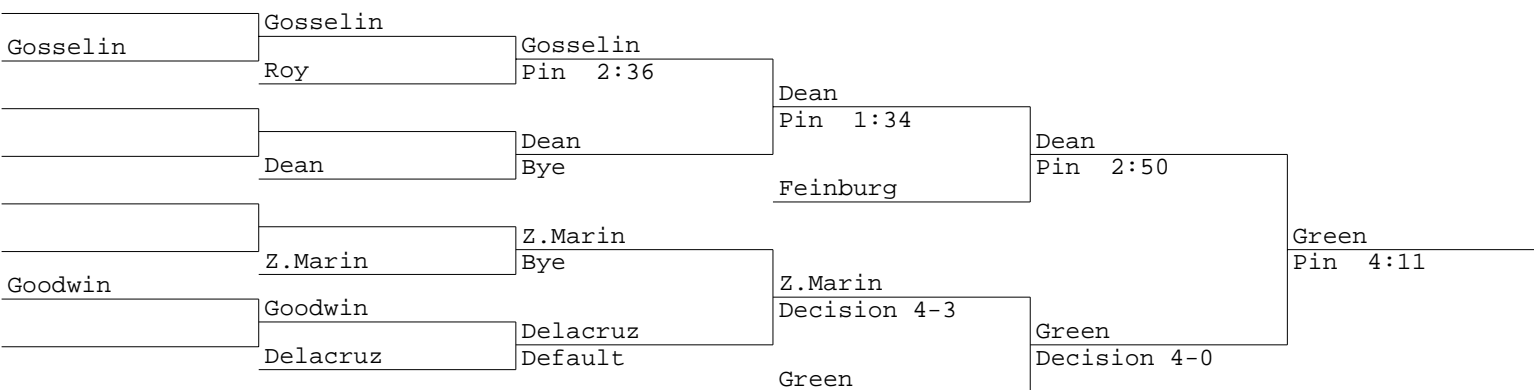 Gosselin
Gosselin
Gosselin
Roy
Pin 2:36
Dean
Pin 1:34
Dean
Dean
Dean
Bye
Pin 2:50
Feinburg
Z.Marin
Green
Z.Marin
Bye
Pin 4:11
Goodwin
Z.Marin
Goodwin
Decision 4-3
Delacruz
Green
Delacruz
Default
Decision 4-0
Green